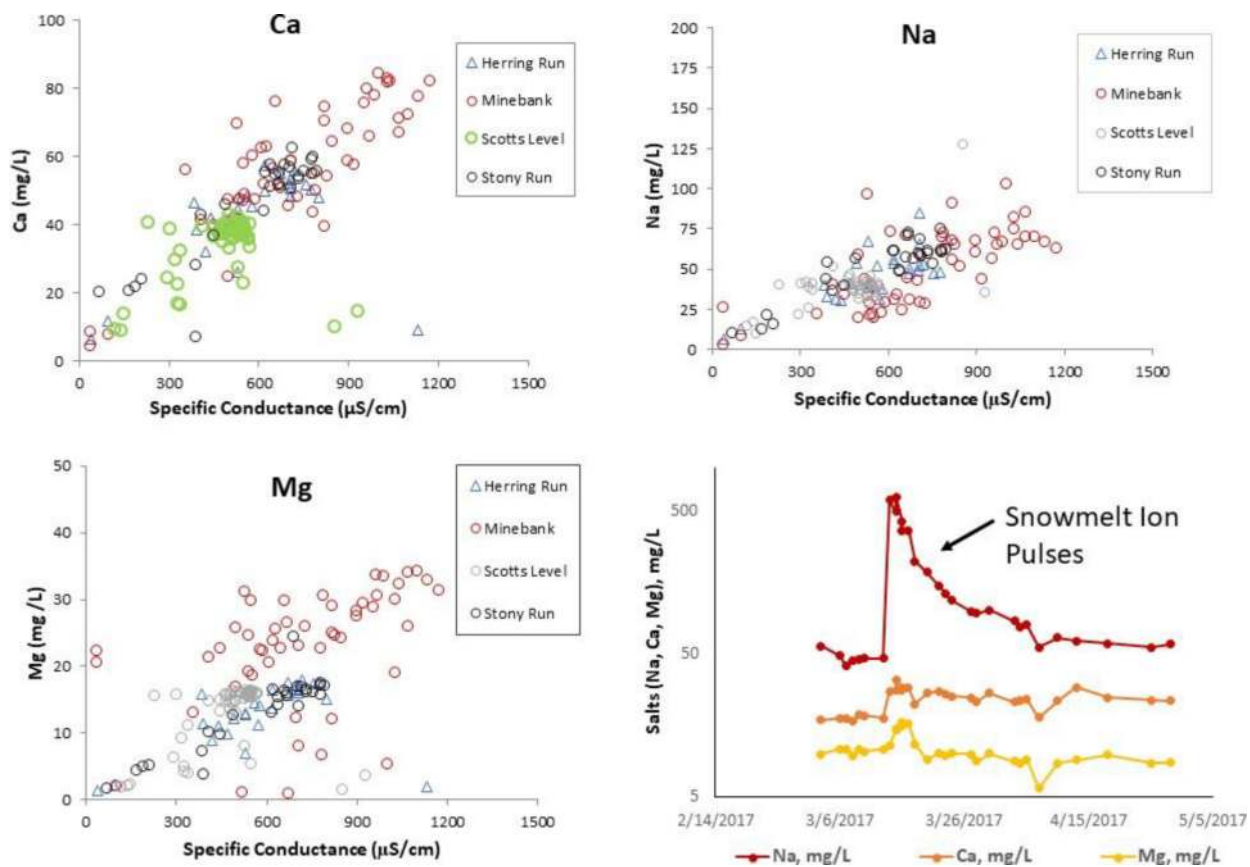 Ca
Ca (mg/L)
100
80
60
40
20
0
0 300 600 900 1200 1500
Specific Conductance (µS/cm)
Herring Run
Minebank
Scotts Level
Stony Run
Na
Na (mg/L)
200
175
150
125
100
75
50
25
0
0 300 600 900 1200 1500
Specific Conductance (µS/cm)
Herring Run
Minebank
Scotts Level
Stony Run
Mg
Mg (mg /L)
50
40
30
20
10
0
0 300 600 900 1200 1500
Specific Conductance (µS/cm)
Herring Run
Minebank
Scotts Level
Stony Run
Salts (Na, Ca, Mg), mg/L
500
50
5
Snowmelt Ion
Pulses
2/14/2017 3/6/2017 3/26/2017 4/15/2017 5/5/2017
Na, mg/L Ca, mg/L Mg, mg/L